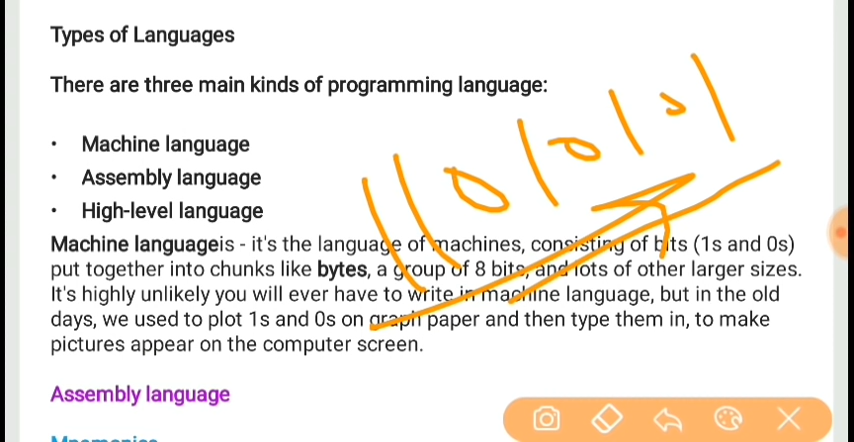 Types of Languages
There are three main kinds of programming language:
• Machine language
• Assembly language
• High-level language
Machine languageis - it's the language of machines, consisting of bits (1s and 0s)
put together into chunks like bytes, a group of 8 bits, and lots of other larger sizes.
It's highly unlikely you will ever have to write in machine language, but in the old
days, we used to plot 1s and 0s on graph paper and then type them in, to make
pictures appear on the computer screen.
Assembly language
Mnemonics